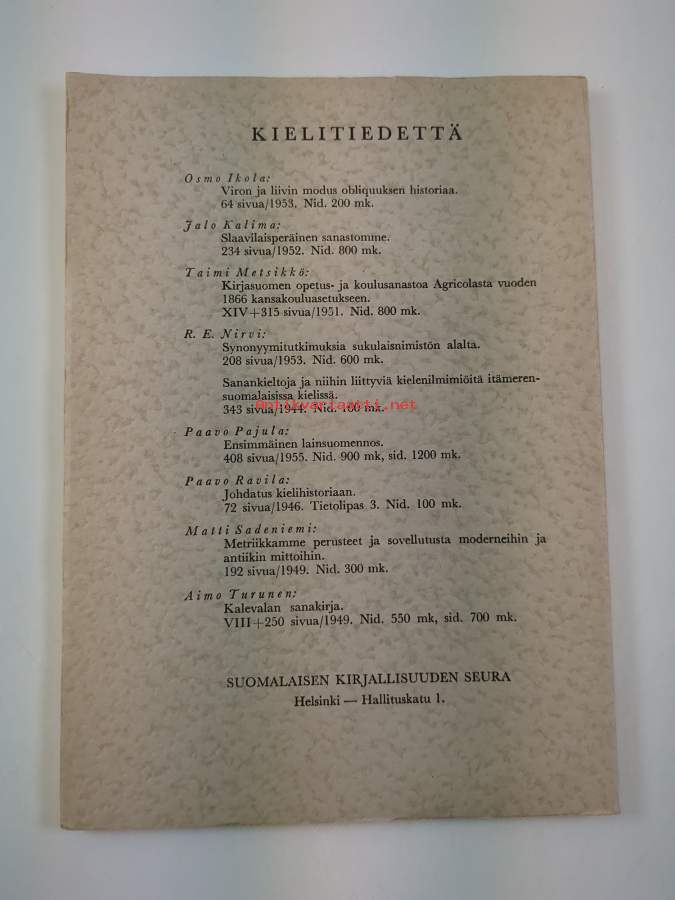 KIELITIEDETTÄ
Osmo Ikola:
Viron ja liivin modus obliquuksen historiaa.
64 sivua/1953. Nid. 200 mk.
Jalo Kalima:
Slaavilaisperäinen sanastomme.
234 sivua/1952. Nid. 800 mk.
Taimi Metsikkö:
Kirjasuomen opetus- ja koulusanastoa Agricolasta vuoden
1866 kansakouluasetukseen.
XIV+315 sivua/1951. Nid. 800 mk.
R. E. Nirvi:
Synonyymitutkimuksia sukulaisnimistön alalta.
208 sivua/1953. Nid. 600 mk.
Sanankieltoja ja niihin liittyviä kielenilmimiöitä itämeren-
suomalaisissa kielissä.
343 sivua/1944. Nid. mk.
Antikvariaatti.net
Paavo Pajula:
Ensimmäinen lainsuomennos.
408 sivua/1955. Nid. 900 mk, sid. 1200 mk.
Paavo Ravila:
Johdatus kielihistoriaan.
72 sivua/1946. Tietolipas 3. Nid. 100 mk.
Matti Sadeniemi:
Metriikkamme perusteet ja sovellutusta moderneihin ja
antiikin mittoihin.
192 sivua/1949. Nid. 300 mk.
Aimo Turunen:
Kalevalan sanakirja.
VIII+250 sivua/1949. Nid. 550 mk, sid. 700 mk.
SUOMALAISEN KIRJALLISUUDEN SEURA
Helsinki — Hallituskatu 1.